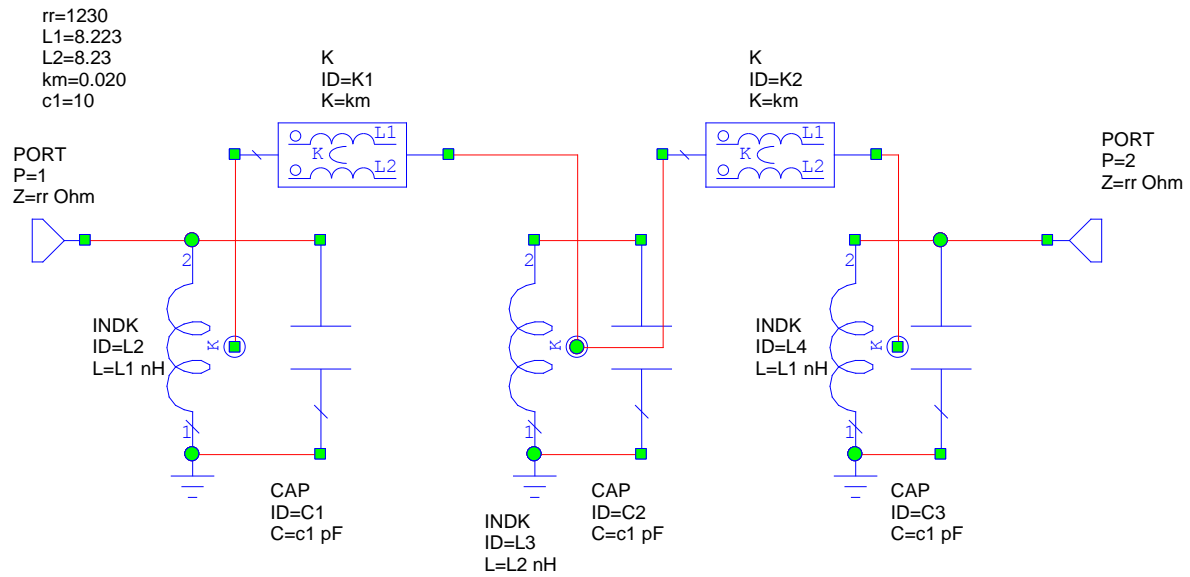 rr=1230
L1=8.223
L2=8.23
km=0.020
c1=10
K
ID=K1
K=km
L1
K
L2
K
ID=K2
K=km
L1
K
L2
PORT
P=1
Z=rr Ohm
PORT
P=2
Z=rr Ohm
2
INDK
ID=L2
L=L1 nH
K
1
CAP
ID=C1
C=c1 pF
2
K
1
INDK
ID=L3
L=L2 nH
CAP
ID=C2
C=c1 pF
2
INDK
ID=L4
L=L1 nH
K
1
CAP
ID=C3
C=c1 pF